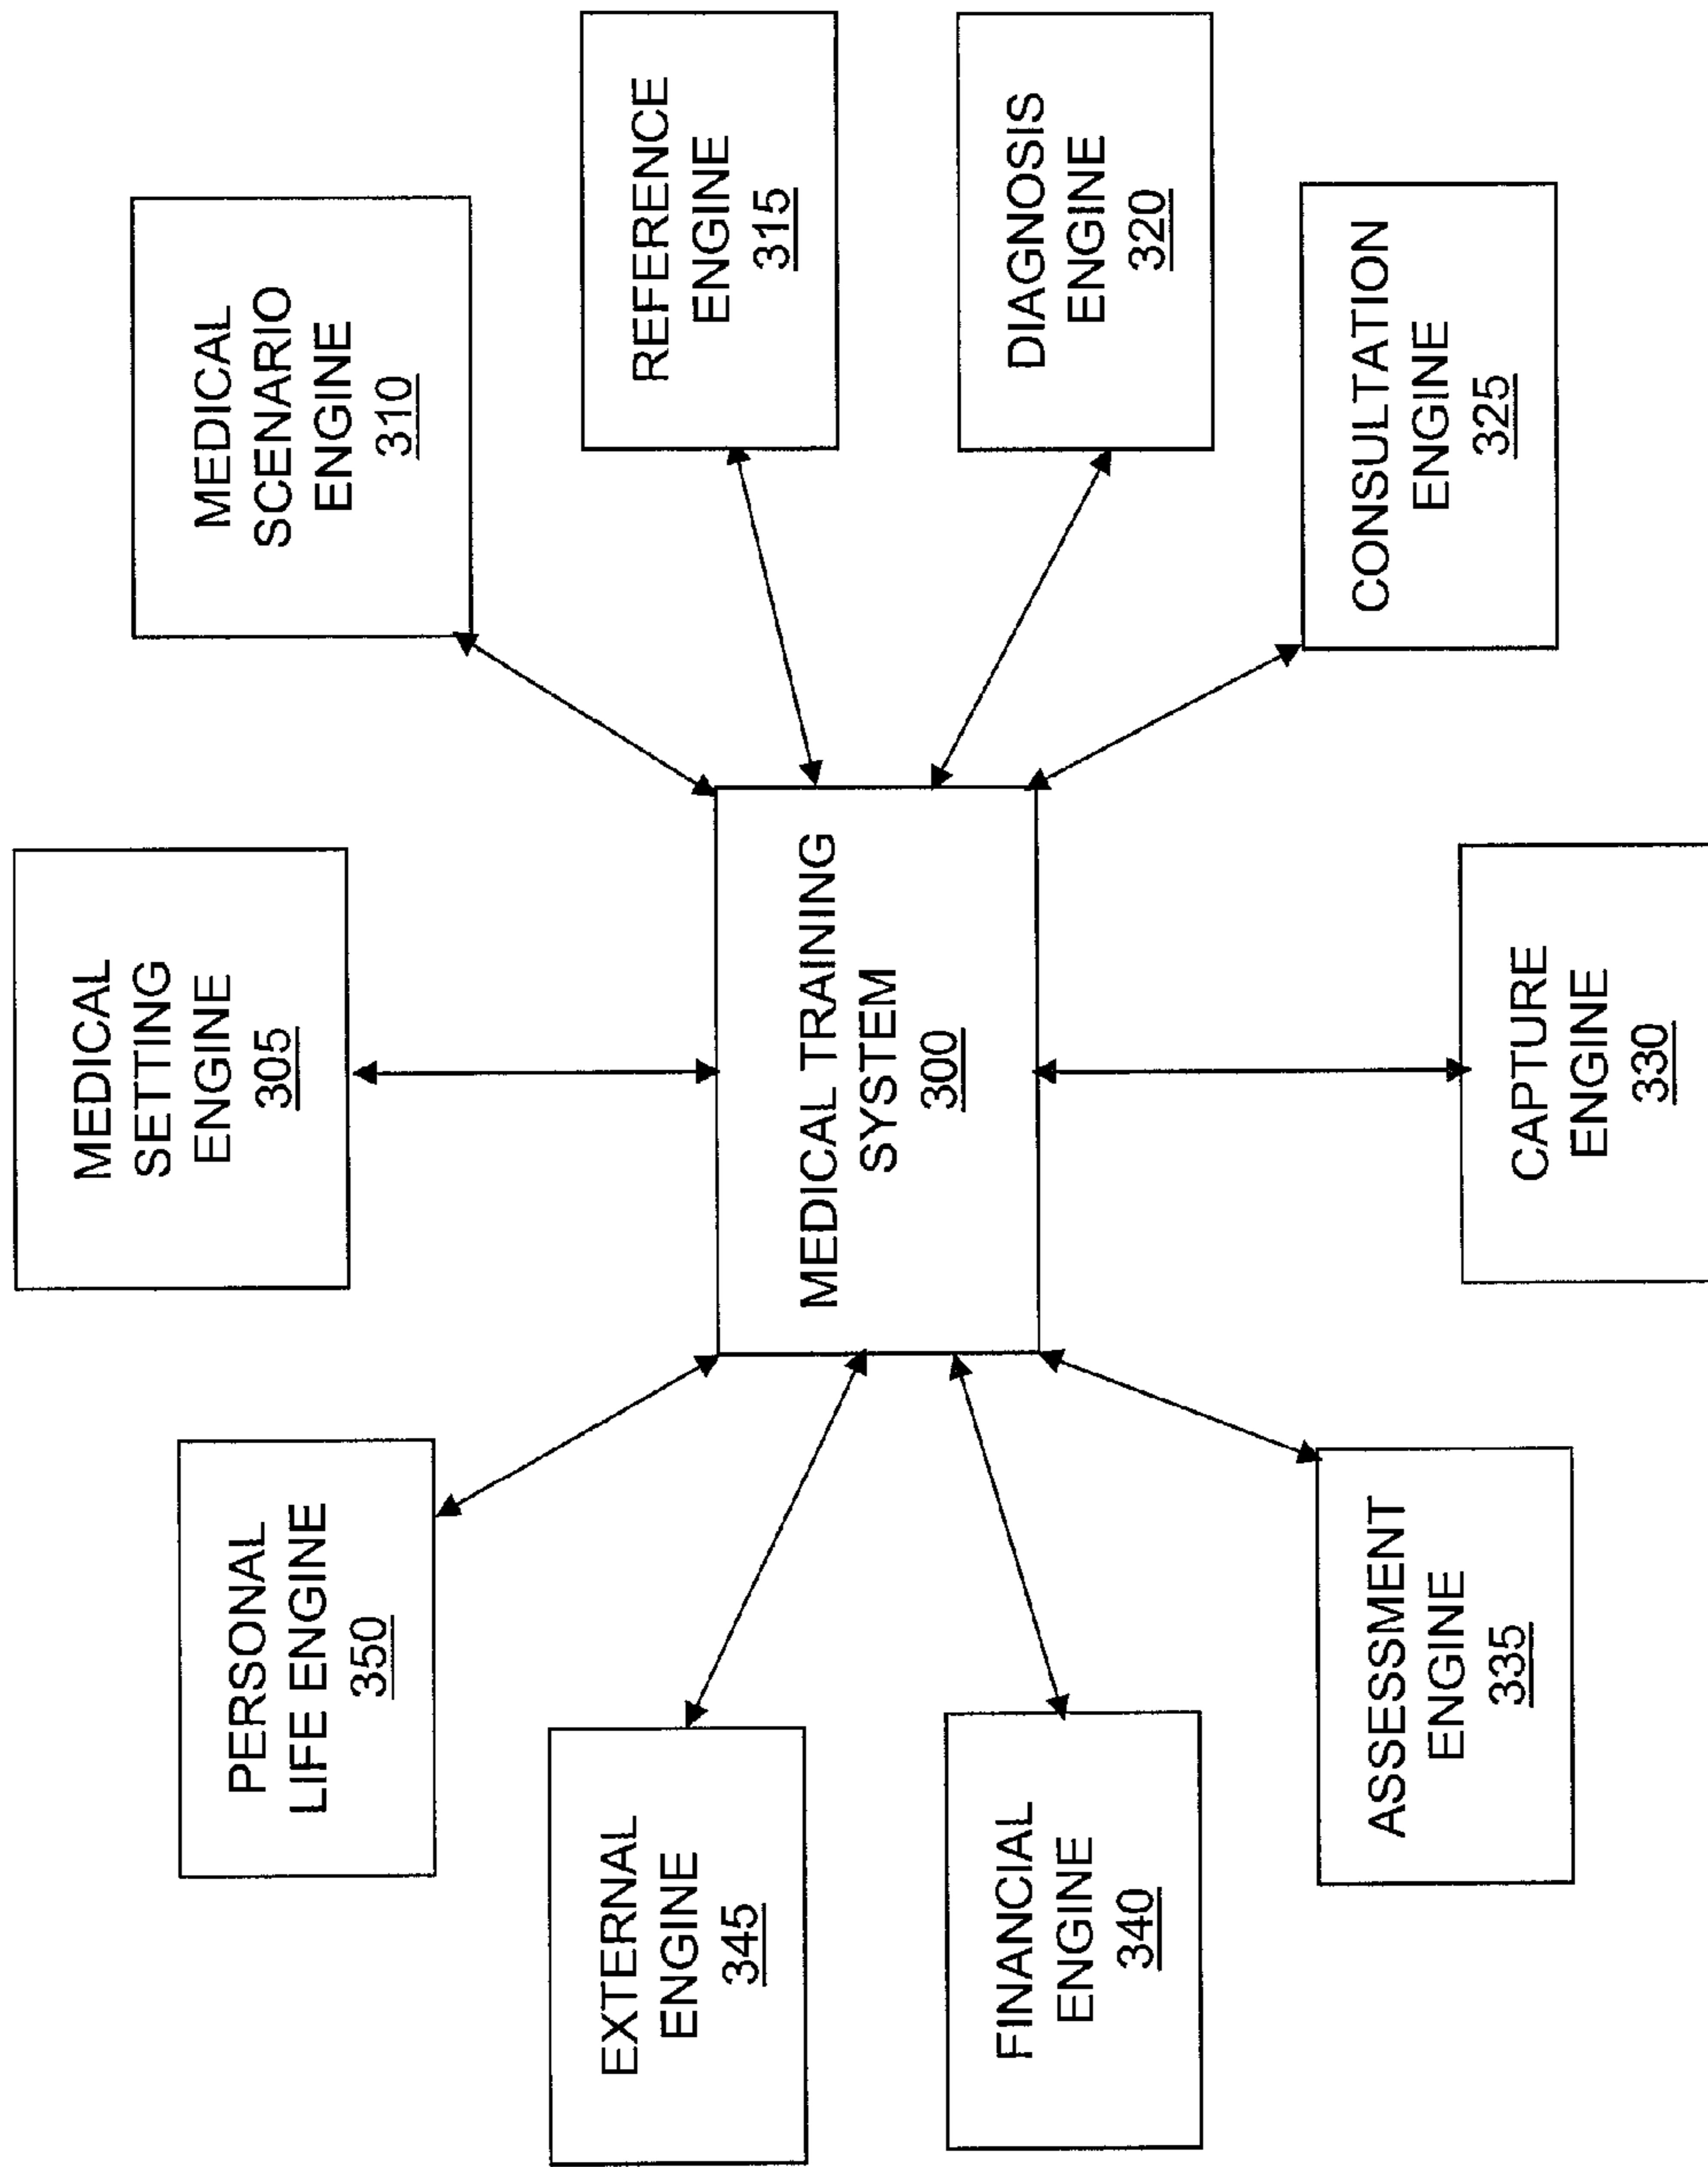 MEDICAL
SETTING
ENGINE
305
MEDICAL
SCENARIO
ENGINE
310
REFERENCE
ENGINE
315
DIAGNOSIS
ENGINE
320
CONSULTATION
ENGINE
325
CAPTURE
ENGINE
330
ASSESSMENT
ENGINE
335
FINANCIAL
ENGINE
340
EXTERNAL
ENGINE
345
PERSONAL
LIFE ENGINE
350
MEDICAL TRAINING
SYSTEM
300